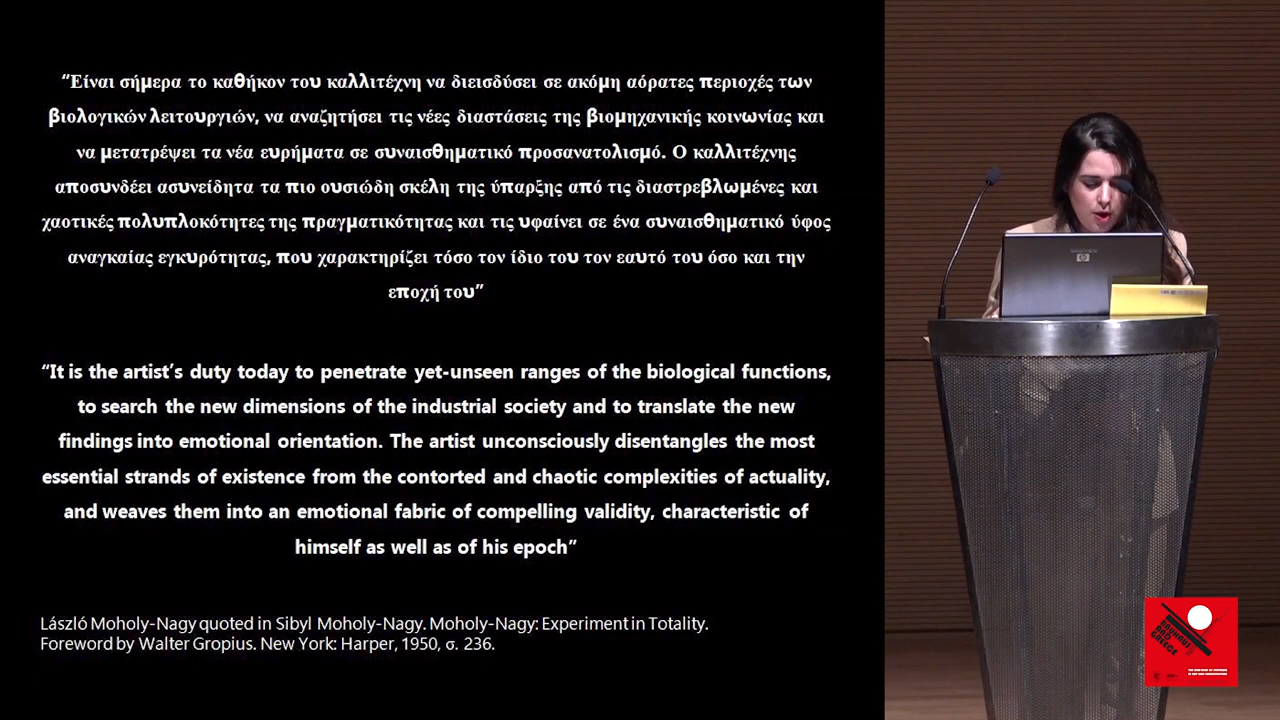 “Είναι σήμερα το καθήκον του καλλιτέχνη να διεισδύσει σε ακόμη αόρατες περιοχές των
βιολογικών λειτουργιών, να αναζητήσει τις νέες διαστάσεις της βιομηχανικής κοινωνίας και
να μετατρέψει τα νέα ευρήματα σε συναισθηματικό προσανατολισμό. Ο καλλιτέχνης
αποσυνδέει ασυνείδητα τα πιο ουσιώδη σκέλη της ύπαρξης από τις διαστρεβλωμένες και
χαοτικές πολυπλοκότητες της πραγματικότητας και τις υφαίνει σε ένα συναισθηματικό ύφος
αναγκαίας εγκυρότητας, που χαρακτηρίζει τόσο τον ίδιο του τον εαυτό του όσο και την
εποχή του”
“It is the artist’s duty today to penetrate yet-unseen ranges of the biological functions,
to search the new dimensions of the industrial society and to translate the new
findings into emotional orientation. The artist unconsciously disentangles the most
essential strands of existence from the contorted and chaotic complexities of actuality,
and weaves them into an emotional fabric of compelling validity, characteristic of
himself as well as of his epoch”
László Moholy-Nagy quoted in Sibyl Moholy-Nagy. Moholy-Nagy: Experiment in Totality.
Foreword by Walter Gropius. New York: Harper, 1950, σ. 236.
hp
BAUHAUS
AND
GREECE